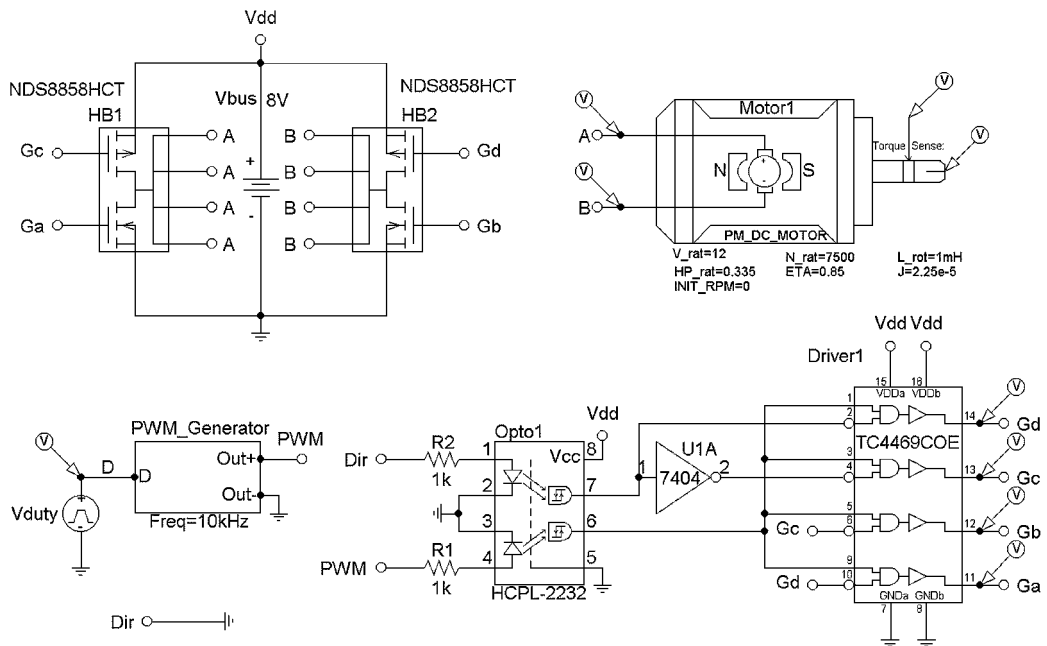 Vdd
NDS8858HCT
HB1
Vbus 8V
NDS8858HCT
HB2
Gc
A
B
Gd
A
B
+
Ga
A
B
-
Gb
A
B
V
V
V
V
Motor1
A
B
N
+
-
S
Torque Sense:
PM_DC_MOTOR
V_rat=12
HP_rat=0.335
INIT_RPM=0
N_rat=7500
ETA=0.85
L_rot=1mH
J=2.25e-5
V
D
Vduty
+
-
PWM_Generator
D
Out+
Out-
Freq=10kHz
PWM
Dir
Dir
R2
1k
PWM
R1
1k
Opto1
1
2
3
4
Vcc
8
7
6
5
HCPL-2232
Vdd
U1A
1
7404
2
Driver1
Vdd Vdd
15
16
VDDa VDDb
1
2
14
Gd
V
TC4469COE
3
4
13
Gc
V
5
Gc
6
12
Gb
V
9
Gd
10
11
Ga
V
GNDa GNDb
7
8